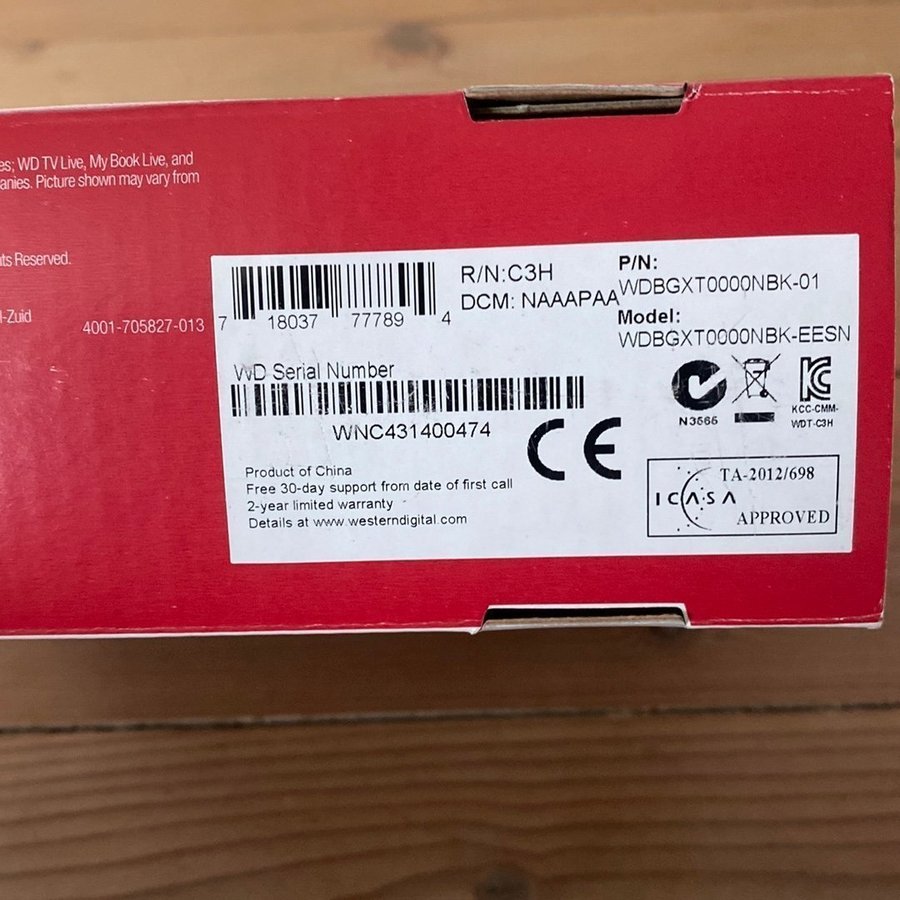 es; WD TV Live, My Book Live, and
anies. Picture shown may vary from
ts Reserved.
-Zuid
4001-705827-013
7 18037 77789 4
R/N:C3H
DCM: NAAAPAA
P/N:
WDBGXT0000NBK-01
Model:
WDBGXT0000NBK-EESN
WD Serial Number
WNC431400474
CE
N3565
KCC-CMM-
WDT-C3H
Product of China
Free 30-day support from date of first call
2-year limited warranty
Details at www.westerndigital.com
TA-2012/698
ICASA
APPROVED